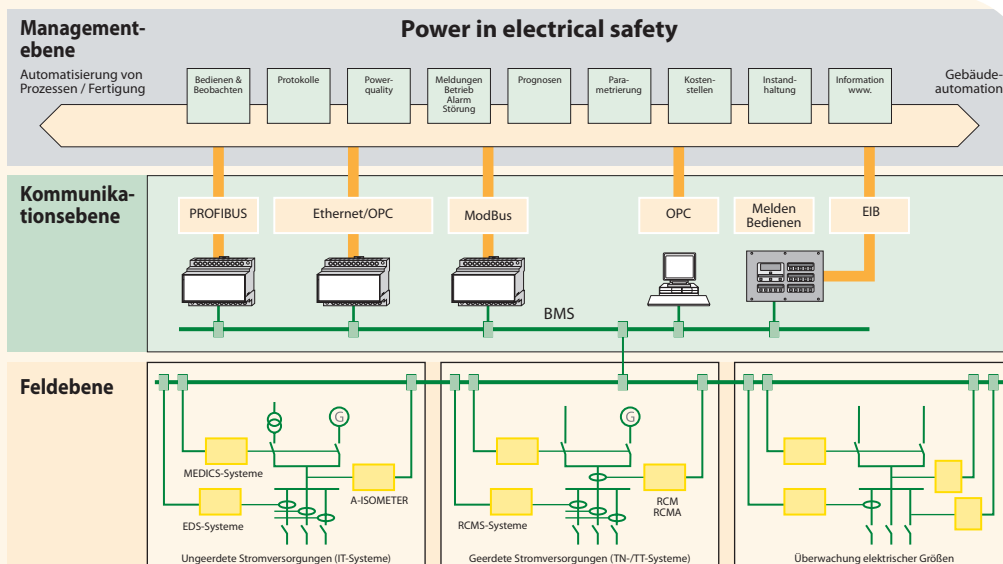 Management-
ebene
Power in electrical safety
Automatisierung von
Prozessen / Fertigung
Bedienen &
Beobachten
Protokolle
Power-
quality
Meldungen
Betrieb
Alarm
Störung
Prognosen
Para-
metrierung
Kosten-
stellen
Instand-
haltung
Information
www.
Gebäude-
automation
Kommunika-
tionsebene
PROFIBUS
Ethernet/OPC
ModBus
OPC
Melden
Bedienen
EIB
BMS
Feldebene
G
MEDICS-Systeme
A-ISOMETER
EDS-Systeme
Ungeerdete Stromversorgungen (IT-Systeme)
G
RCM
RCMA
RCMS-Systeme
Geerdete Stromversorgungen (TN-/TT-Systeme)
Überwachung elektrischer Größen